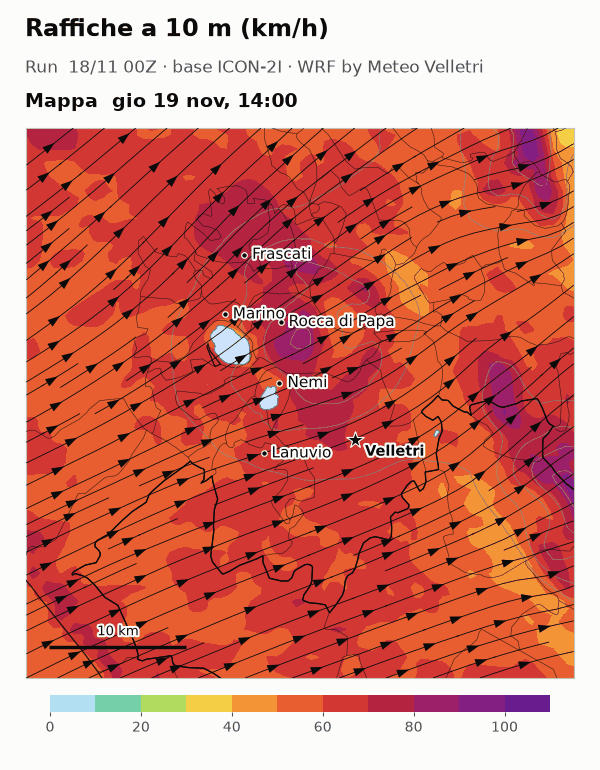 Raffiche a 10 m (km/h)
Run  18/11 00Z · base ICON-2I · WRF by Meteo Velletri
Mappa  gio 19 nov, 14:00
Frascati
Marino
Rocca di Papa
Nemi
Lanuvio
Velletri
10 km
0 20 40 60 80 100